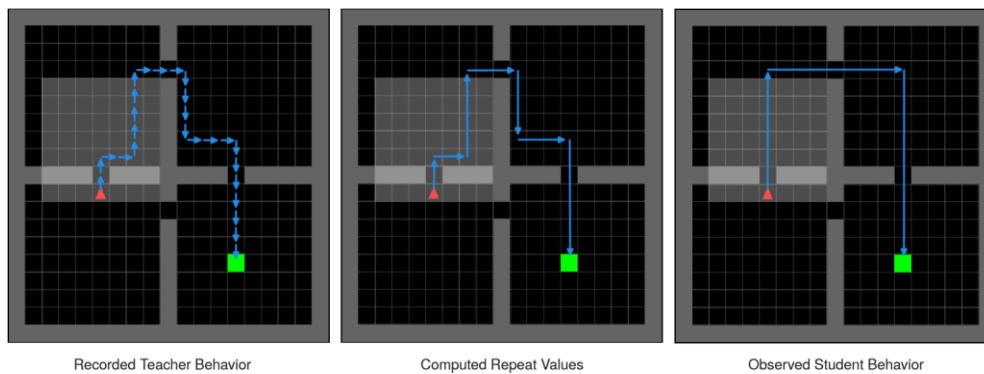 Recorded Teacher Behavior
Computed Repeat Values
Observed Student Behavior